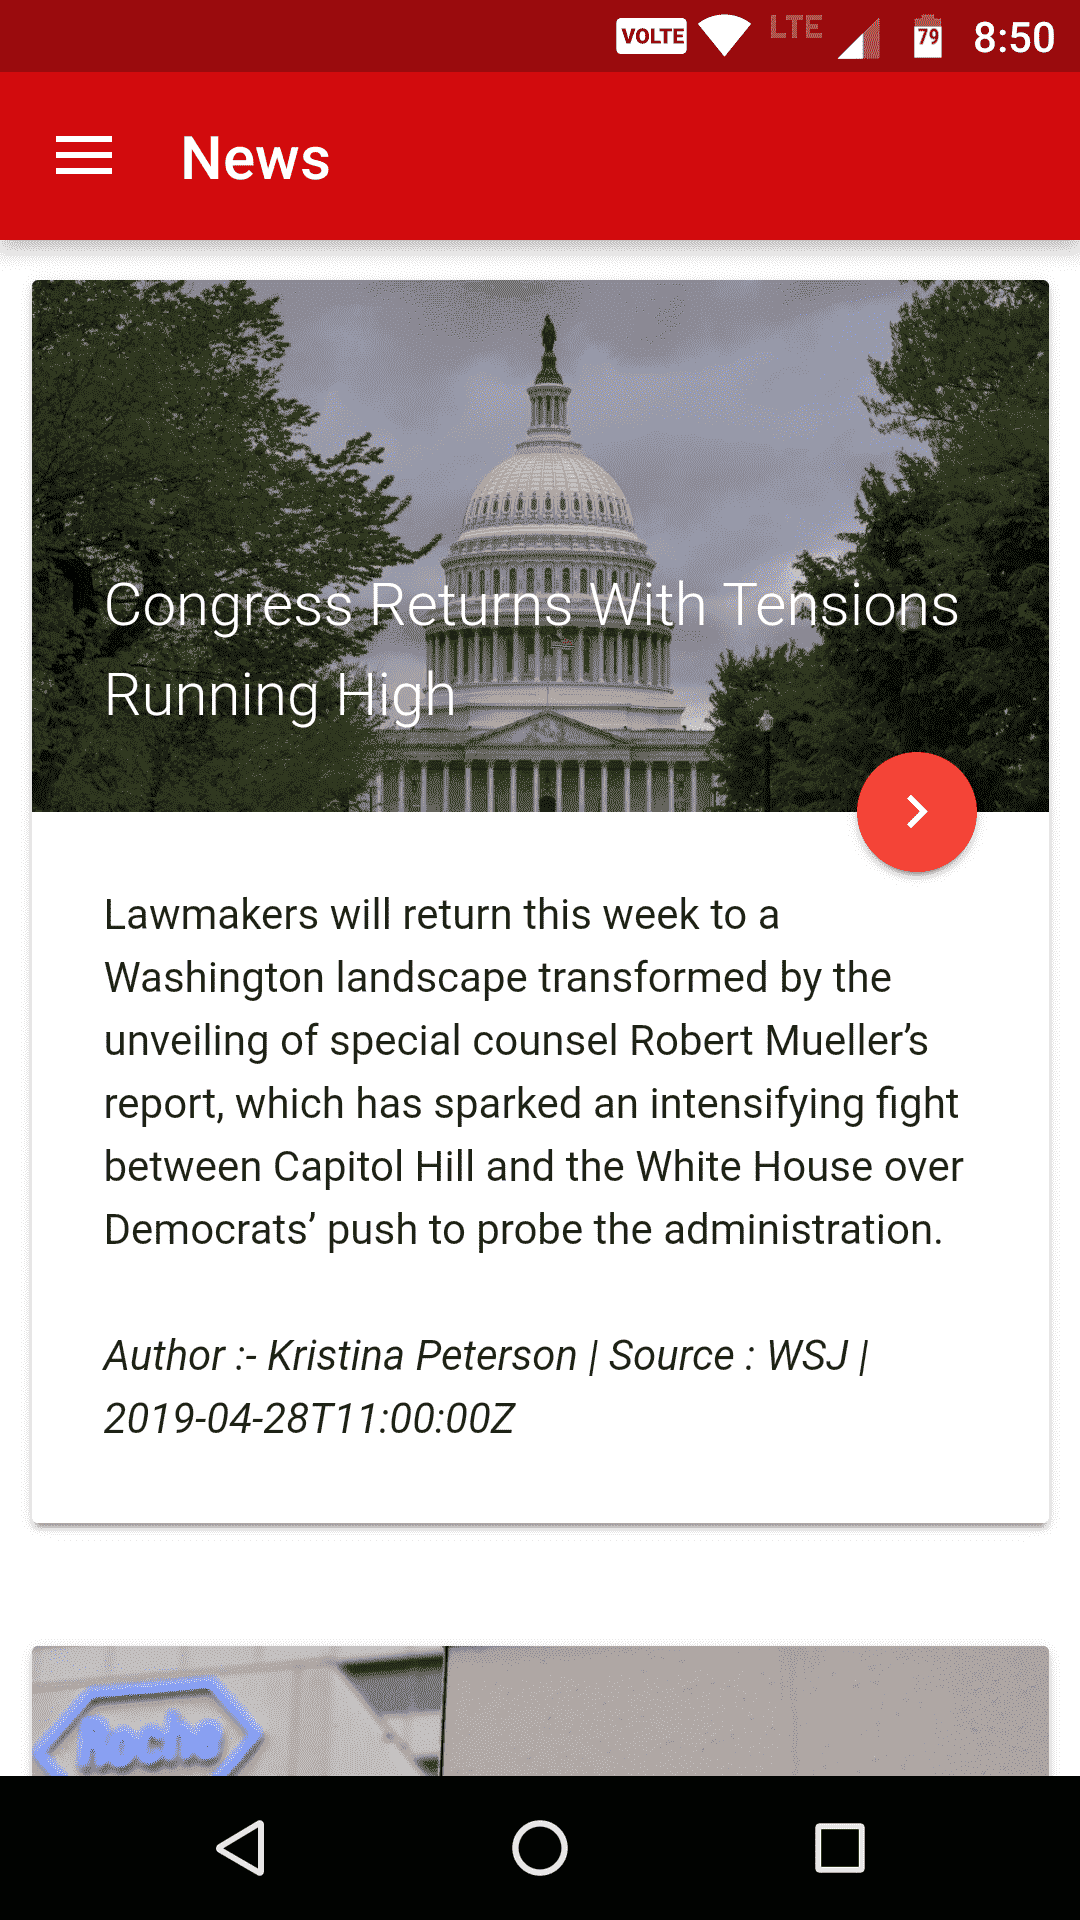 VOLTE LTE 79 8:50
News
Congress Returns With Tensions
Running High
Lawmakers will return this week to a
Washington landscape transformed by the
unveiling of special counsel Robert Mueller’s
report, which has sparked an intensifying fight
between Capitol Hill and the White House over
Democrats’ push to probe the administration.
Author :- Kristina Peterson | Source : WSJ |
2019-04-28T11:00:00Z
Roche